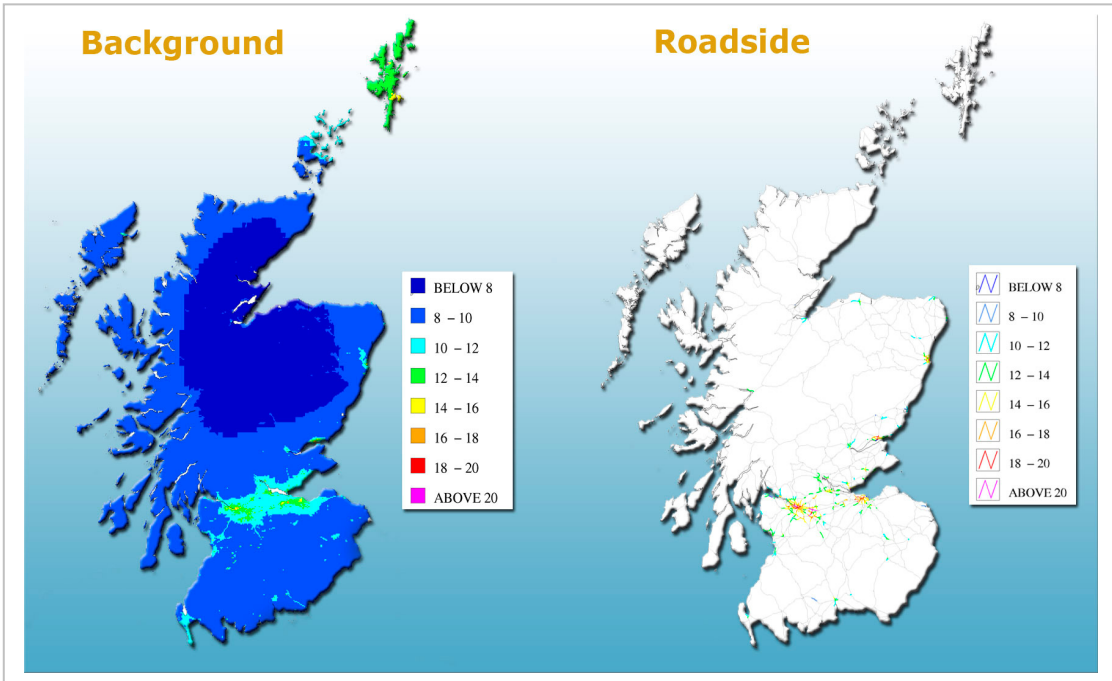 Background
Roadside
BELOW 8
8 – 10
10 – 12
12 – 14
14 – 16
16 – 18
18 – 20
ABOVE 20
BELOW 8
8 – 10
10 – 12
12 – 14
14 – 16
16 – 18
18 – 20
ABOVE 20